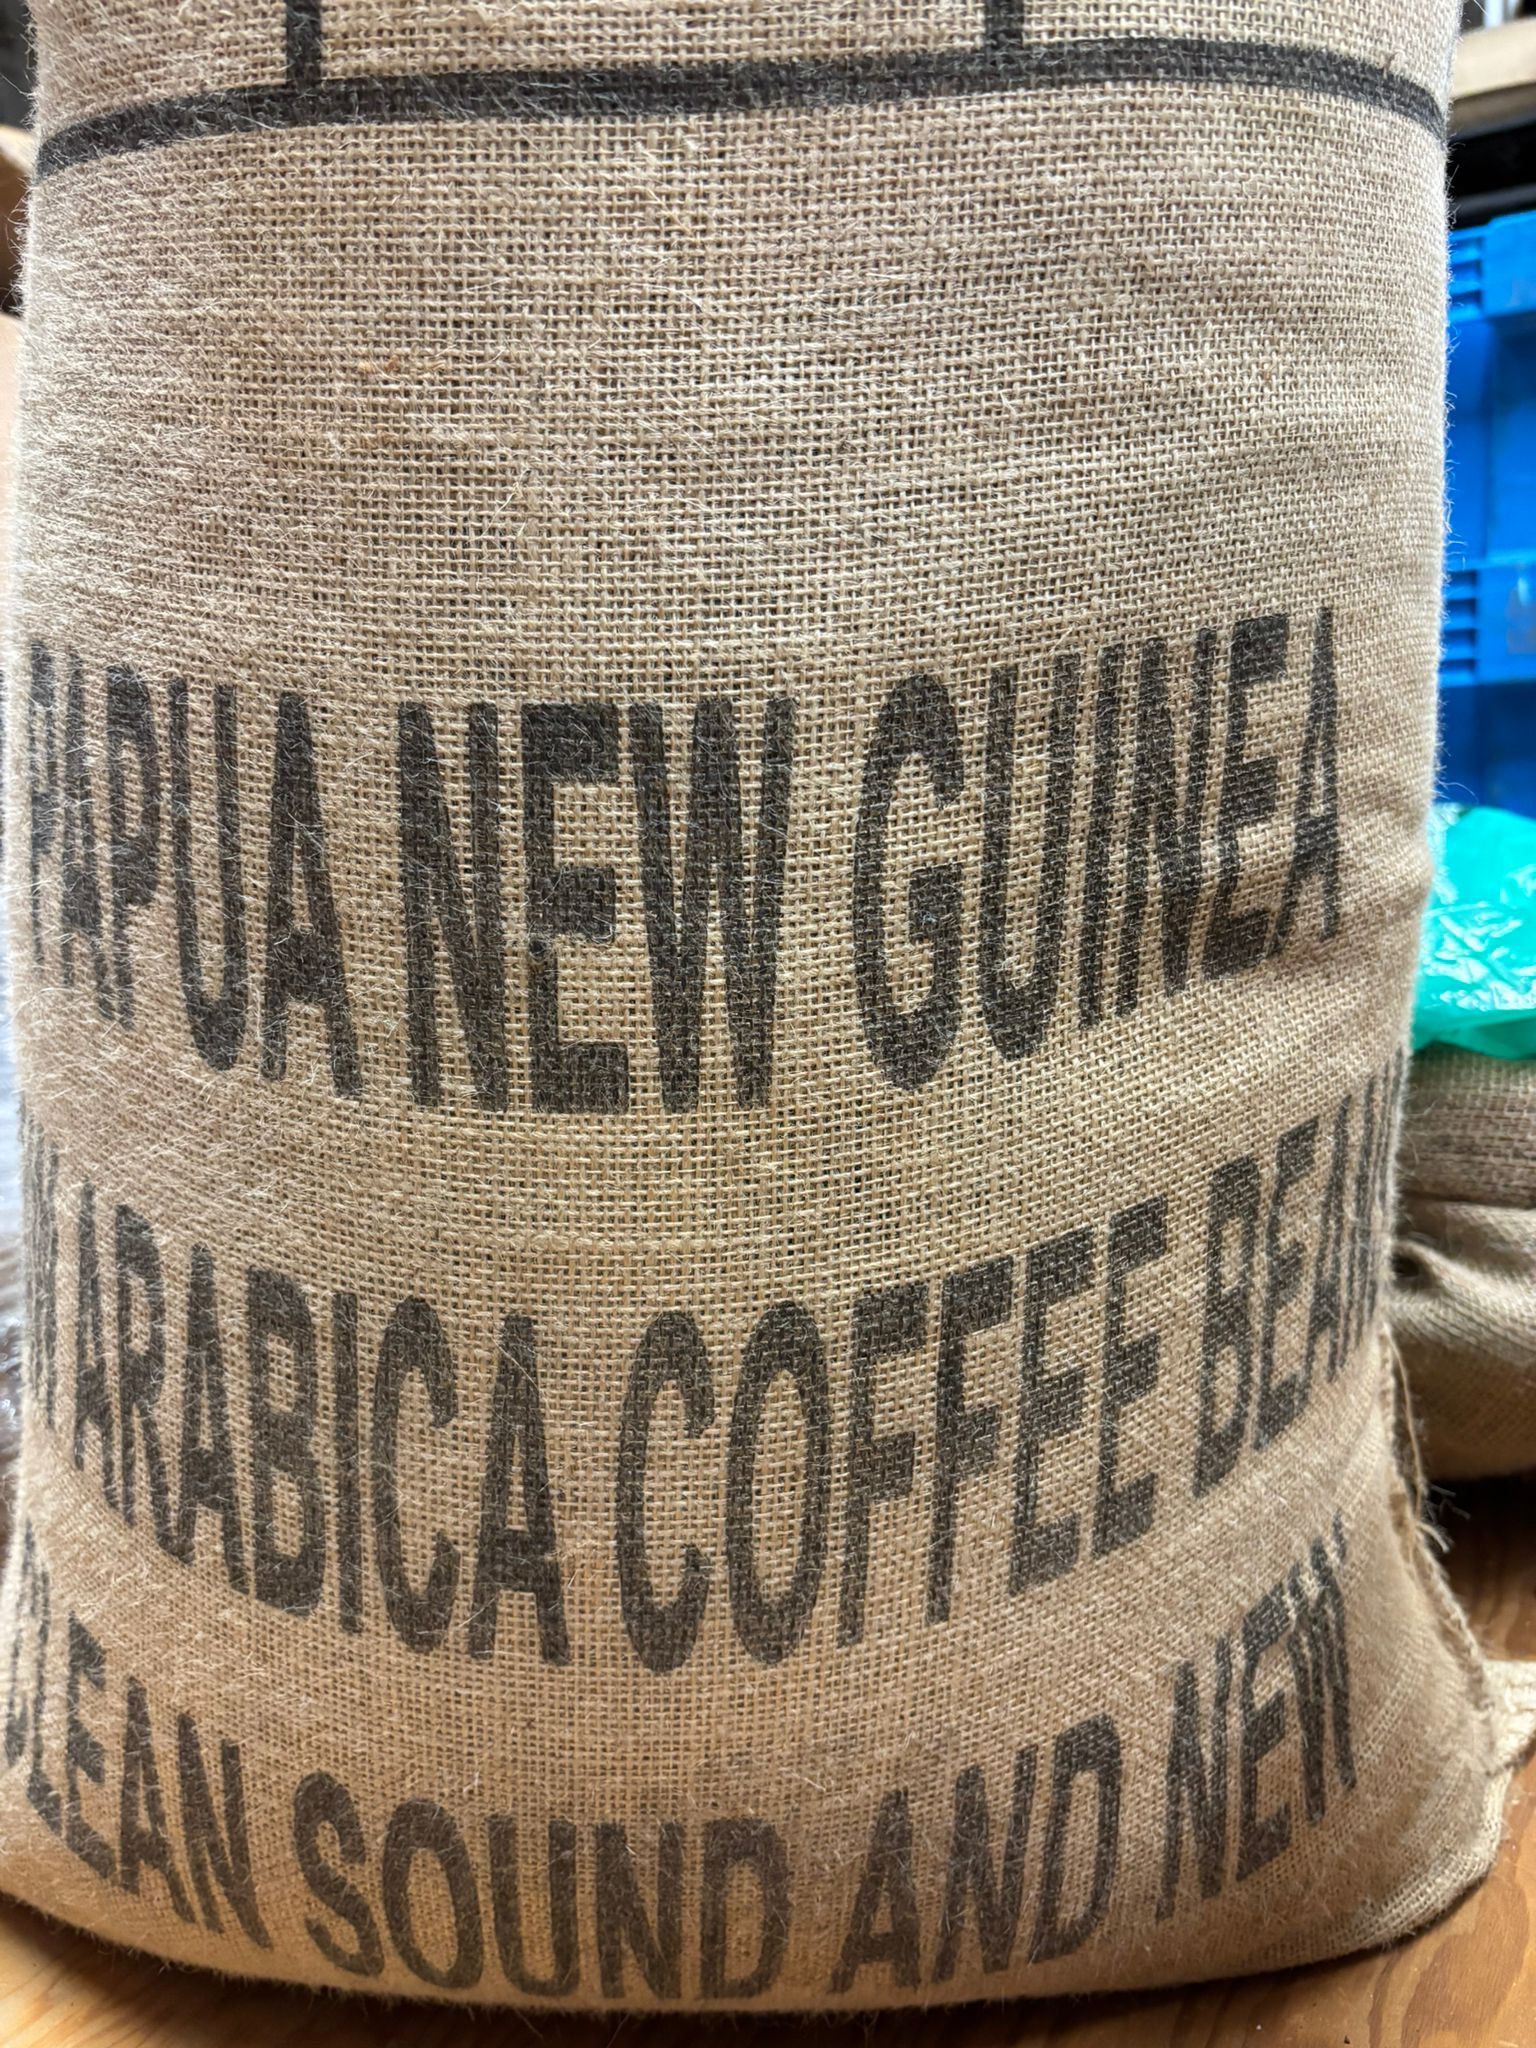 PAPUA NEW GUINEA
ARABICA COFFEE BEAN
CLEAN SOUND AND NEW